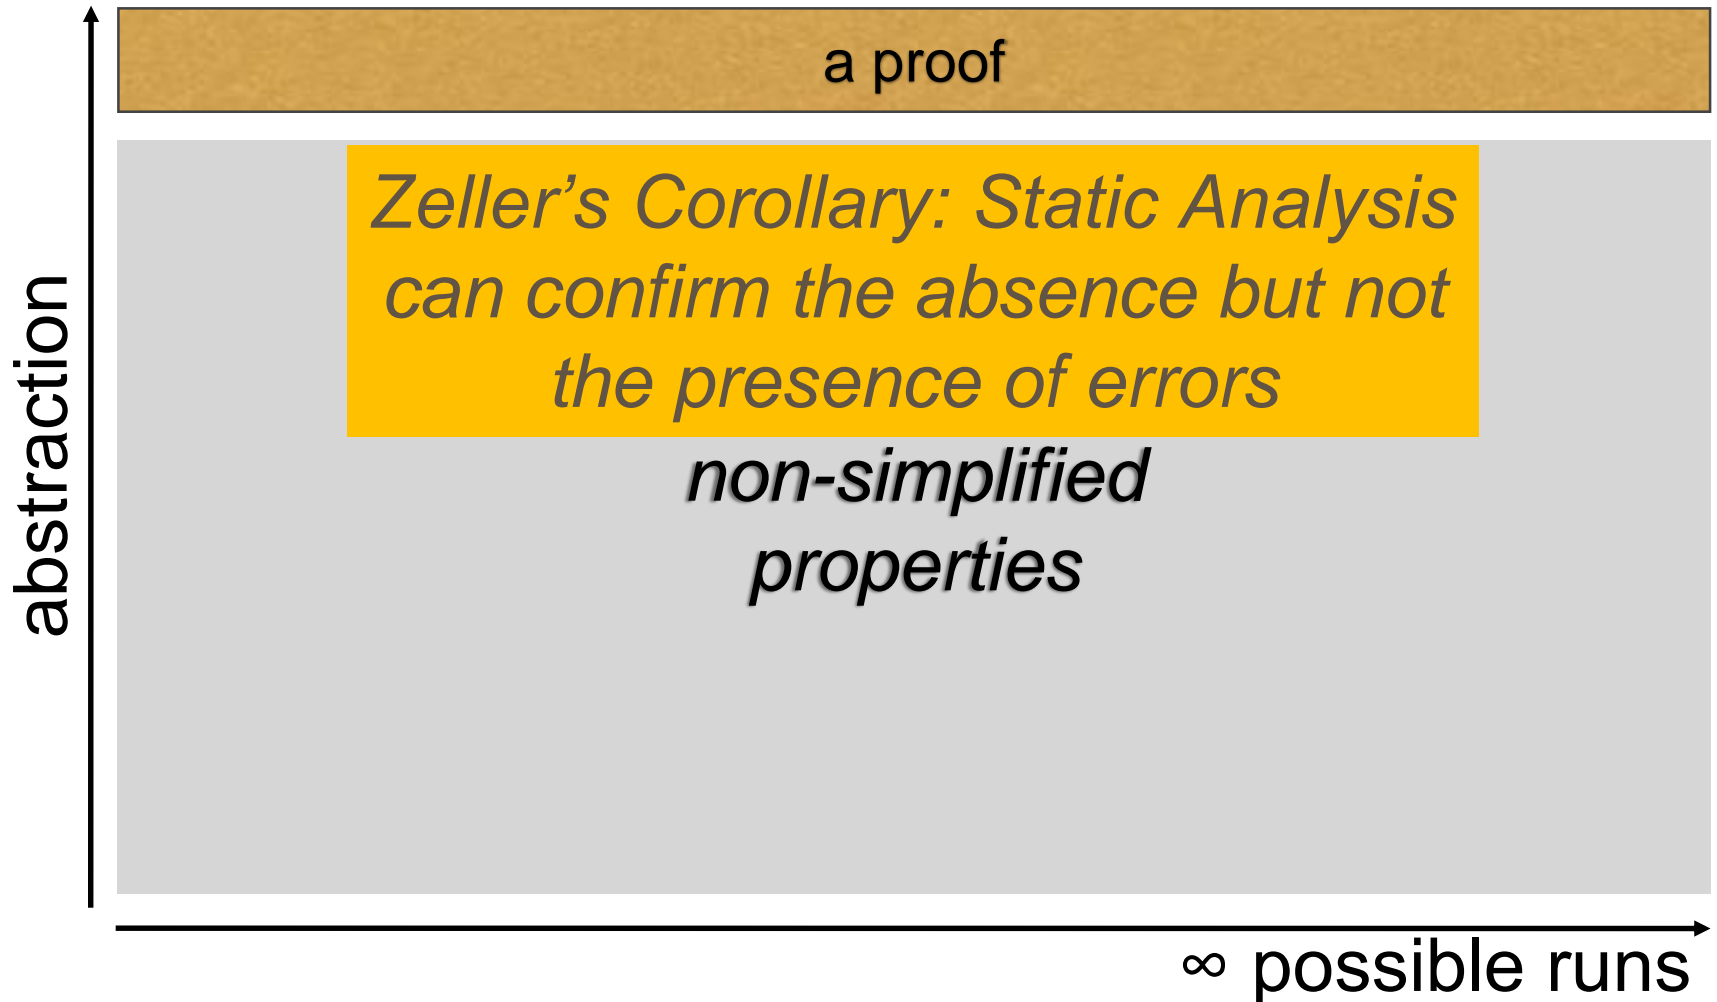 a proof
Zeller’s Corollary: Static Analysis
can confirm the absence but not
the presence of errors
non-simplified
properties
abstraction
∞ possible runs